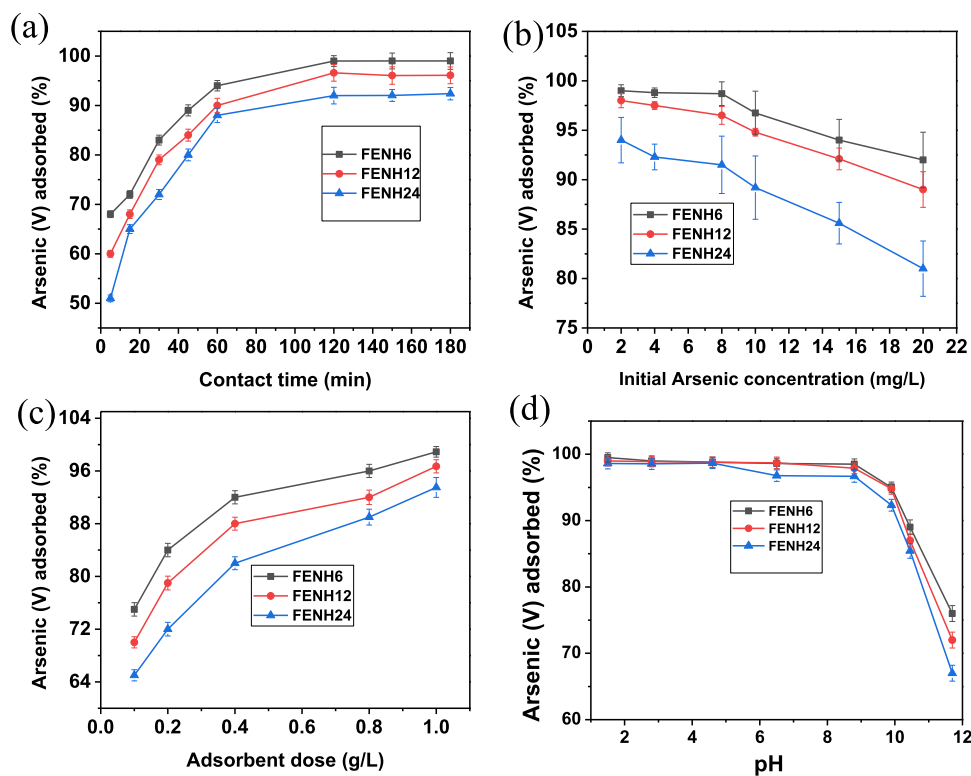 (a)
Arsenic (V) adsorbed (%)
100
90
80
70
60
50
FENH6
FENH12
FENH24
0 20 40 60 80 100 120 140 160 180
Contact time (min)
(b)
Arsenic (V) adsorbed (%)
105
100
95
90
85
80
75
FENH6
FENH12
FENH24
0 2 4 6 8 10 12 14 16 18 20 22
Initial Arsenic concentration (mg/L)
(c)
Arsenic (V) adsorbed (%)
104
96
88
80
72
64
FENH6
FENH12
FENH24
0.0 0.2 0.4 0.6 0.8 1.0
Adsorbent dose (g/L)
(d)
Arsenic (V) adsorbed (%)
100
90
80
70
60
FENH6
FENH12
FENH24
2 4 6 8 10 12
pH